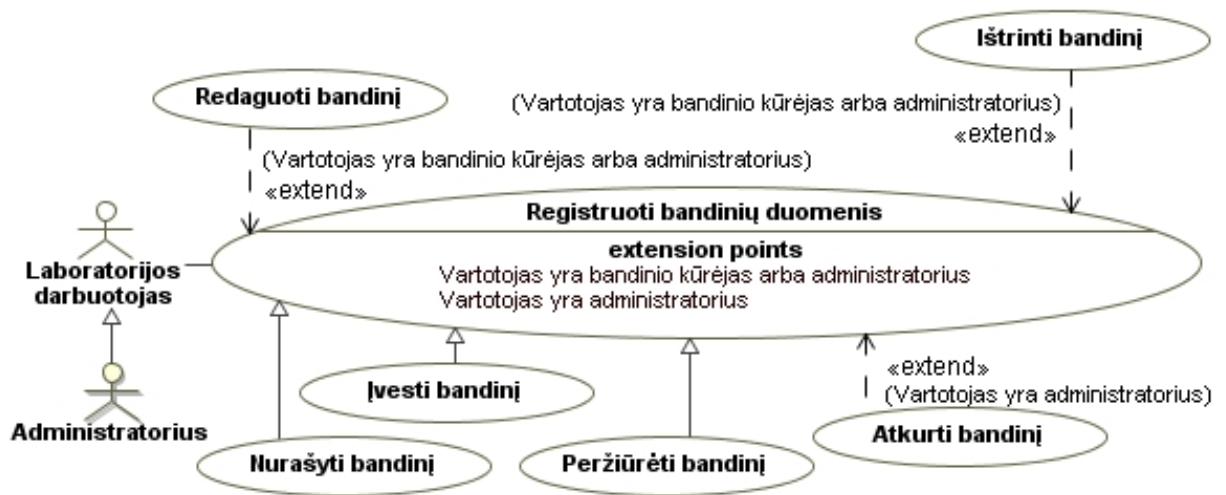 Ištrinti bandinį
Redaguoti bandinį
(Vartotojas yra bandinio kūrėjas arba administratorius)
«extend»
(Vartotojas yra bandinio kūrėjas arba administratorius)
«extend»
Registruoti bandinių duomenis
extension points
Vartotojas yra bandinio kūrėjas arba administratorius
Vartotojas yra administratorius
Laboratorijos
darbuotojas
Administratorius
Įvesti bandinį
«extend»
(Vartotojas yra administratorius)
Nurašyti bandinį
Peržiūrėti bandinį
Atkurti bandinį